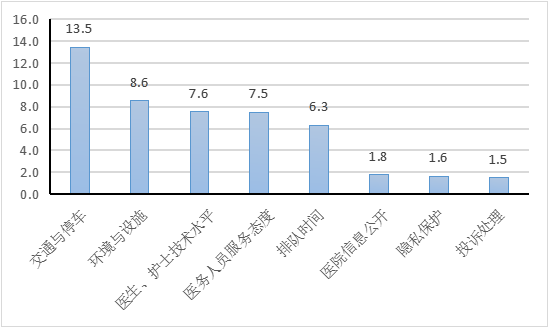 16.0
14.0
12.0
10.0
8.0
6.0
4.0
2.0
0.0
13.5
8.6
7.6
7.5
6.3
1.8
1.6
1.5
交通与停车
环境与设施
医生、护士技术水平
医务人员服务态度
排队时间
医院信息公开
隐私保护
投诉处理